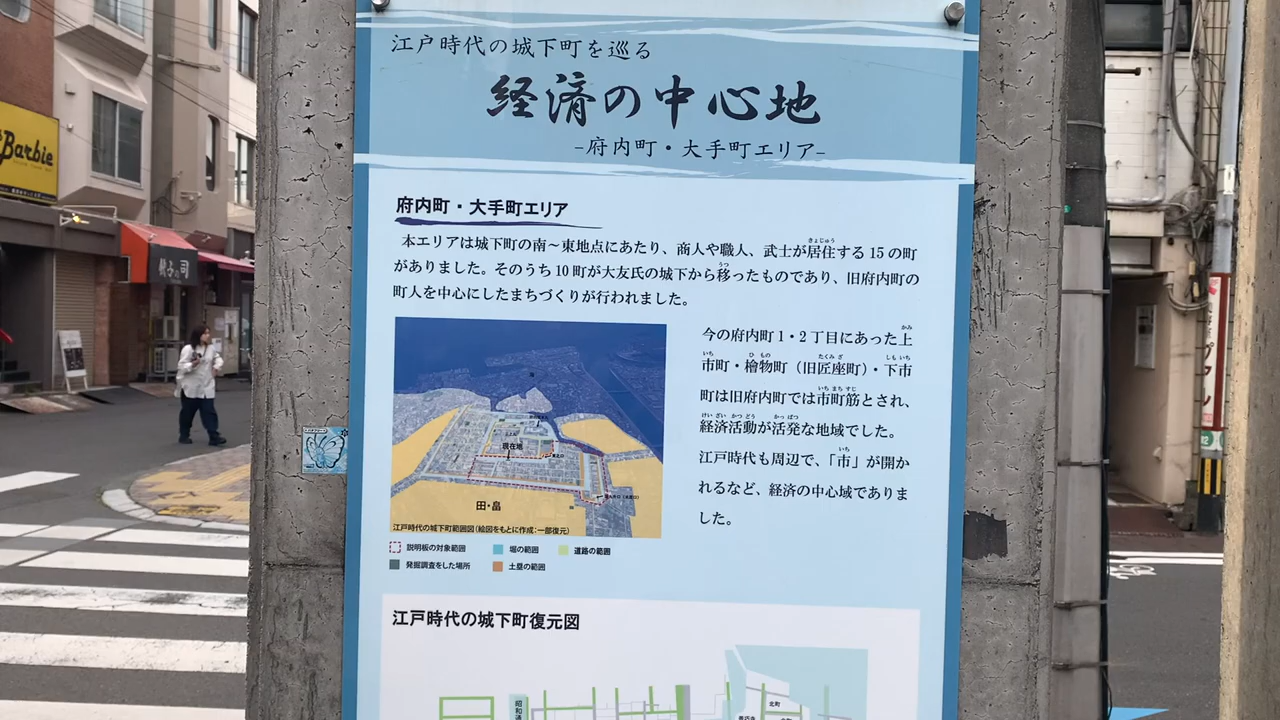 江戸時代の城下町を巡る
経済の中心地
-府内町・大手町エリア-
府内町・大手町エリア
本エリアは城下町の南～東地点にあたり、商人や職人、武士が居住する15の町
がありました。そのうち10町が大友氏の城下から移ったものであり、旧府内町の
町人を中心にしたまちづくりが行われました。
今の府内町1・2丁目にあった上
市町・檜物町（旧匠座町）・下市
町は旧府内町では市町筋とされ、
経済活動が活発な地域でした。
江戸時代も周辺で、「市」が開か
れるなど、経済の中心域でありま
した。
現在地
田・畠
江戸時代の城下町範囲図（絵図をもとに作成：一部復元）
説明板の対象範囲
堀の範囲
道路の範囲
発掘調査をした場所
土塁の範囲
江戸時代の城下町復元図
昭和通
北町
Barbie